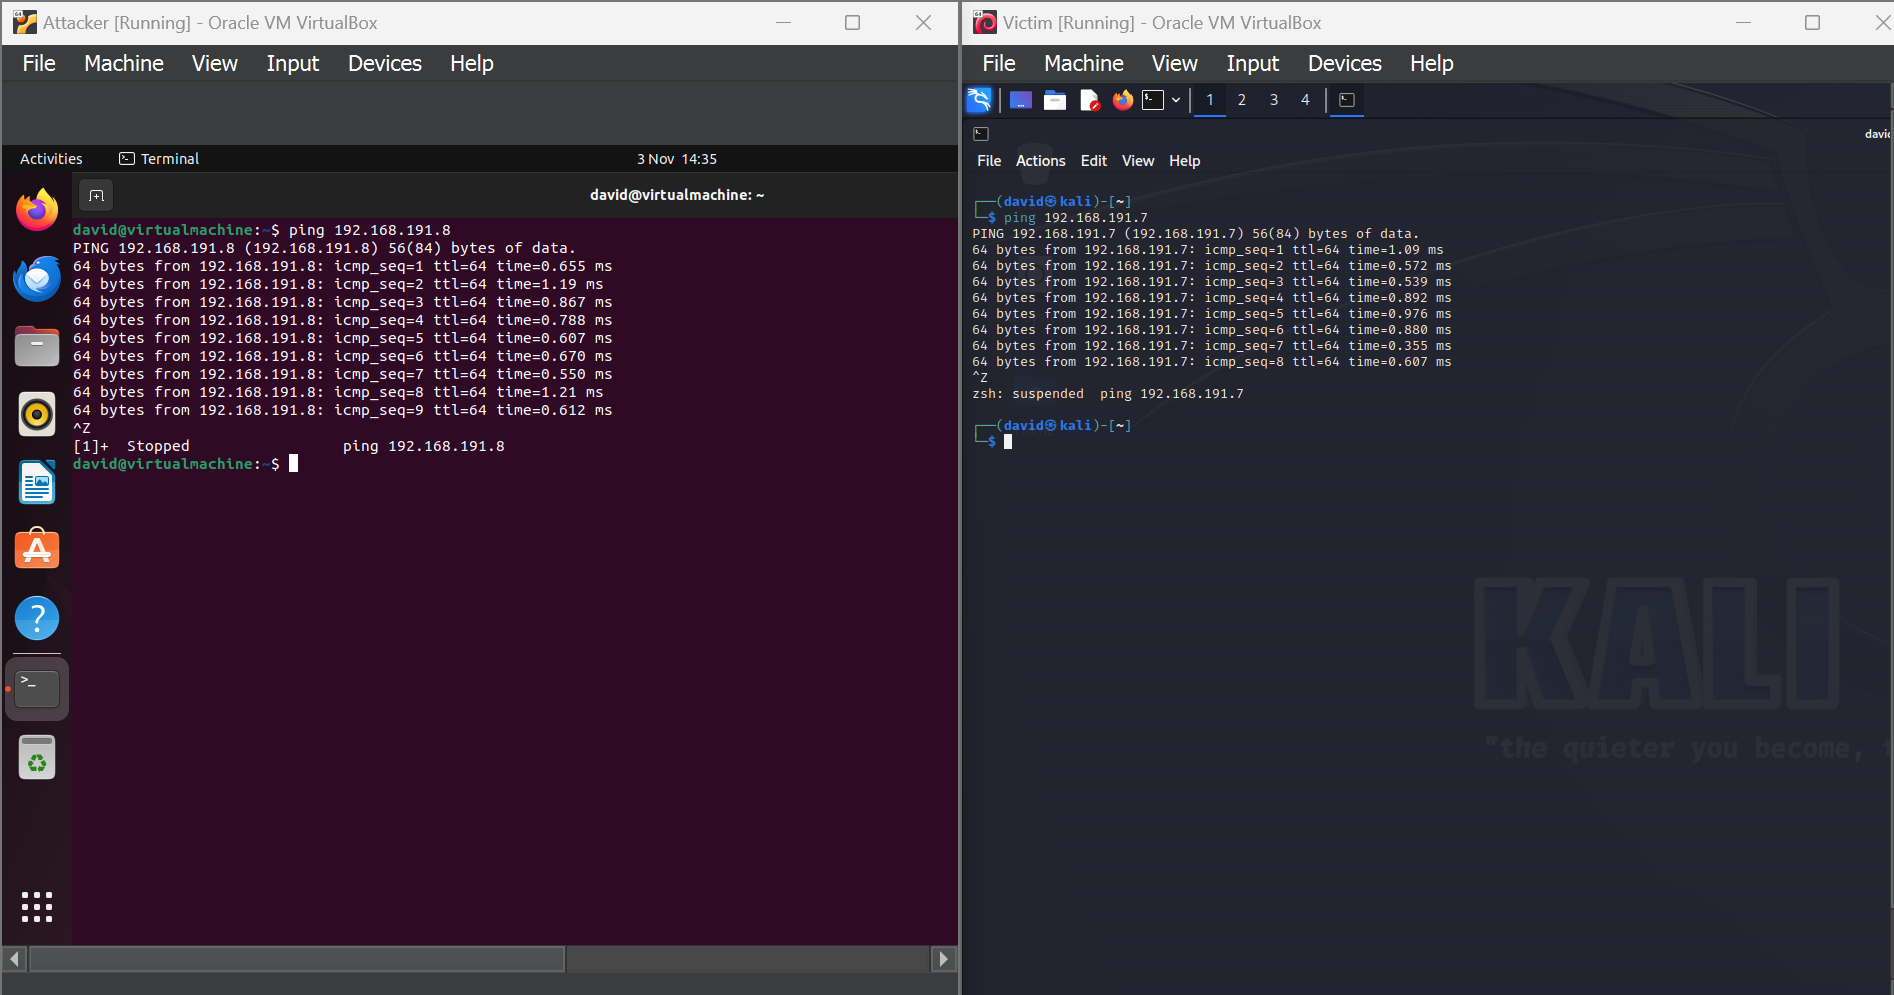 Attacker [Running] - Oracle VM VirtualBox
File Machine View Input Devices Help
Activities Terminal 3 Nov 14:35
david@virtualmachine: ~
david@virtualmachine:~$ ping 192.168.191.8
PING 192.168.191.8 (192.168.191.8) 56(84) bytes of data.
64 bytes from 192.168.191.8: icmp_seq=1 ttl=64 time=0.655 ms
64 bytes from 192.168.191.8: icmp_seq=2 ttl=64 time=1.19 ms
64 bytes from 192.168.191.8: icmp_seq=3 ttl=64 time=0.867 ms
64 bytes from 192.168.191.8: icmp_seq=4 ttl=64 time=0.788 ms
64 bytes from 192.168.191.8: icmp_seq=5 ttl=64 time=0.607 ms
64 bytes from 192.168.191.8: icmp_seq=6 ttl=64 time=0.670 ms
64 bytes from 192.168.191.8: icmp_seq=7 ttl=64 time=0.550 ms
64 bytes from 192.168.191.8: icmp_seq=8 ttl=64 time=1.21 ms
64 bytes from 192.168.191.8: icmp_seq=9 ttl=64 time=0.612 ms
^Z
[1]+  Stopped                 ping 192.168.191.8
david@virtualmachine:~$
Victim [Running] - Oracle VM VirtualBox
File Machine View Input Devices Help
1 2 3 4
davi
File Actions Edit View Help
┌──(david㉿kali)-[~]
└─$ ping 192.168.191.7
PING 192.168.191.7 (192.168.191.7) 56(84) bytes of data.
64 bytes from 192.168.191.7: icmp_seq=1 ttl=64 time=1.09 ms
64 bytes from 192.168.191.7: icmp_seq=2 ttl=64 time=0.572 ms
64 bytes from 192.168.191.7: icmp_seq=3 ttl=64 time=0.539 ms
64 bytes from 192.168.191.7: icmp_seq=4 ttl=64 time=0.892 ms
64 bytes from 192.168.191.7: icmp_seq=5 ttl=64 time=0.976 ms
64 bytes from 192.168.191.7: icmp_seq=6 ttl=64 time=0.880 ms
64 bytes from 192.168.191.7: icmp_seq=7 ttl=64 time=0.355 ms
64 bytes from 192.168.191.7: icmp_seq=8 ttl=64 time=0.607 ms
^Z
zsh: suspended  ping 192.168.191.7
┌──(david㉿kali)-[~]
└─$
KALI
"the quieter you become, t